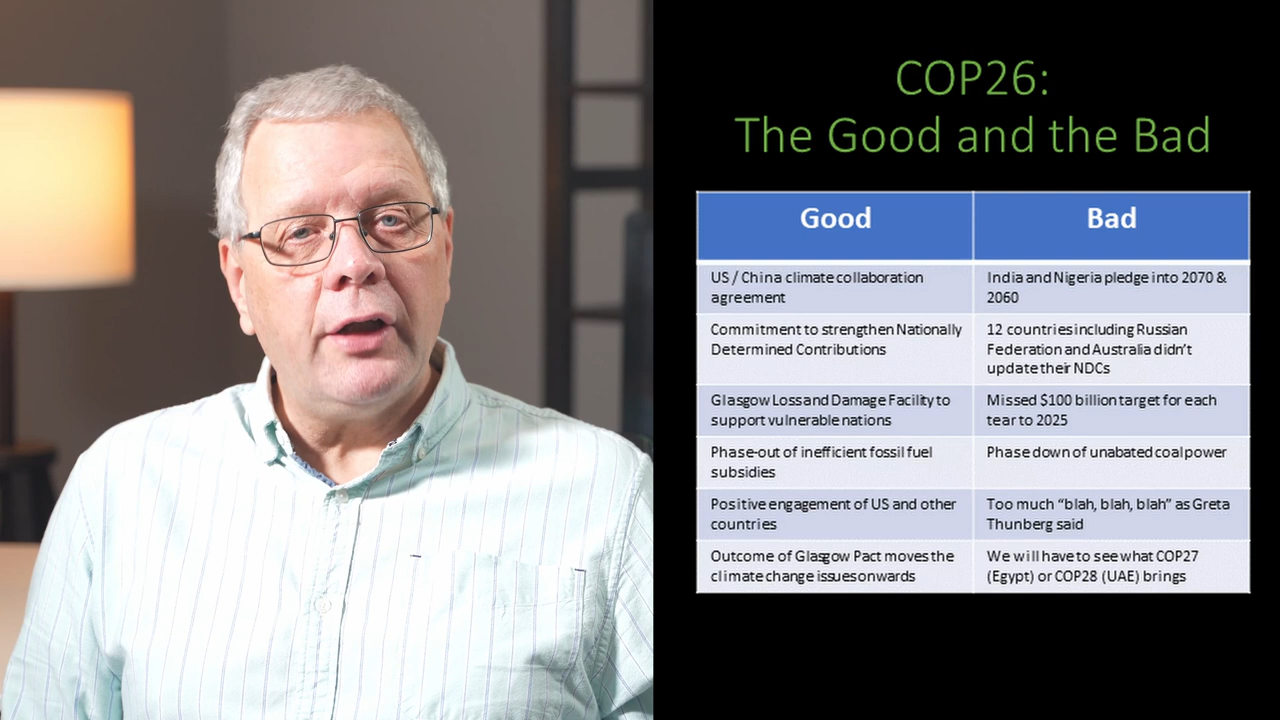 COP26:
The Good and the Bad
Good
Bad
US / China climate collaboration
agreement
India and Nigeria pledge into 2070 &
2060
Commitment to strengthen Nationally
Determined Contributions
12 countries including Russian
Federation and Australia didn't
update their NDCs
Glasgow Loss and Damage Facility to
support vulnerable nations
Missed $100 billion target for each
tear to 2025
Phase-out of inefficient fossil fuel
subsidies
Phase down of unabated coal power
Positive engagement of US and other
countries
Too much “blah, blah, blah” as Greta
Thunberg said
Outcome of Glasgow Pact moves the
climate change issues onwards
We will have to see what COP27
(Egypt) or COP28 (UAE) brings